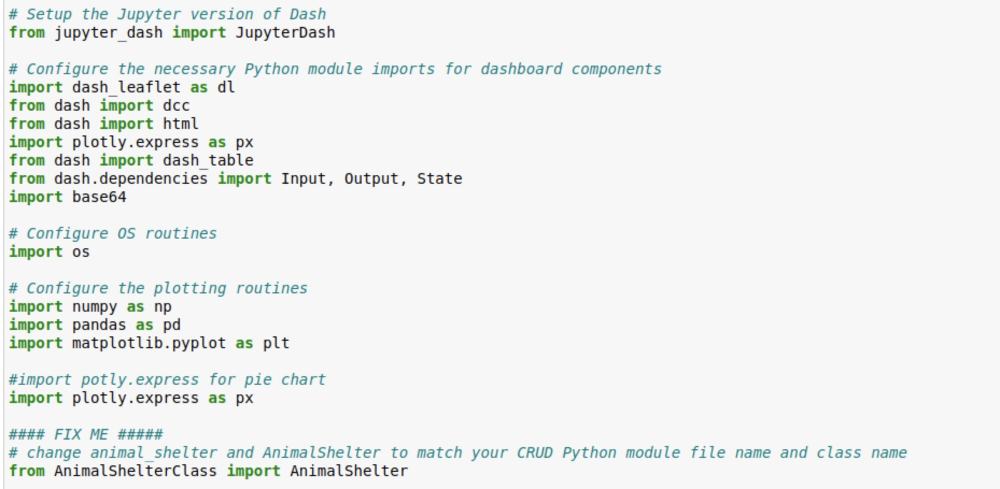 # Setup the Jupyter version of Dash
from jupyter_dash import JupyterDash
# Configure the necessary Python module imports for dashboard components
import dash_leaflet as dl
from dash import dcc
from dash import html
import plotly.express as px
from dash import dash_table
from dash.dependencies import Input, Output, State
import base64
# Configure OS routines
import os
# Configure the plotting routines
import numpy as np
import pandas as pd
import matplotlib.pyplot as plt
#import potly.express for pie chart
import plotly.express as px
#### FIX ME #####
# change animal_shelter and AnimalShelter to match your CRUD Python module file name and class name
from AnimalShelterClass import AnimalShelter